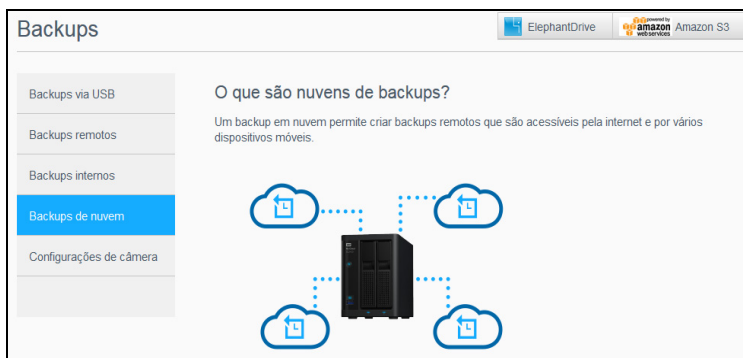 Backups
ElephantDrive
powered by
amazon
webservices
Amazon S3
Backups via USB
Backups remotos
Backups internos
Backups de nuvem
Configurações de câmera
O que são nuvens de backups?
Um backup em nuvem permite criar backups remotos que são acessíveis pela internet e por vários
dispositivos móveis.